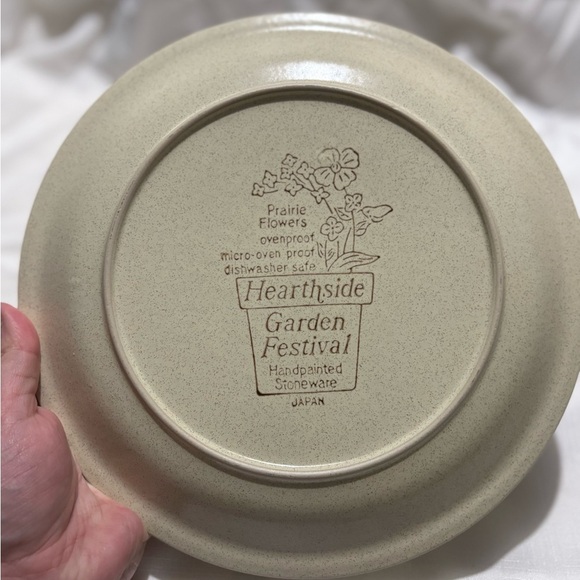 Prairie
Flowers
ovenproof
micro-oven proof
dishwasher safe
Hearthside
Garden
Festival
Handpainted
Stoneware
JAPAN